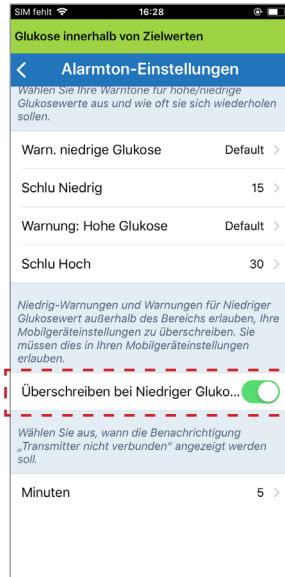 SIM fehlt 16:28
Glukose innerhalb von Zielwerten
Alarmton-Einstellungen
Wählen Sie Ihre Warntöne für hohe/niedrige
Glukosewerte aus und wie oft sie sich wiederholen
sollen.
Warn. niedrige Glukose Default
Schlu Niedrig 15
Warnung: Hohe Glukose Default
Schlu Hoch 30
Niedrig-Warnungen und Warnungen für Niedriger
Glukosewert außerhalb des Bereichs erlauben, Ihre
Mobilgeräteinstellungen zu überschreiben. Sie
müssen dies in Ihren Mobilgeräteinstellungen
erlauben.
Überschreiben bei Niedriger Gluko...
Wählen Sie aus, wann die Benachrichtigung
„Transmitter nicht verbunden“ angezeigt werden
soll.
Minuten 5